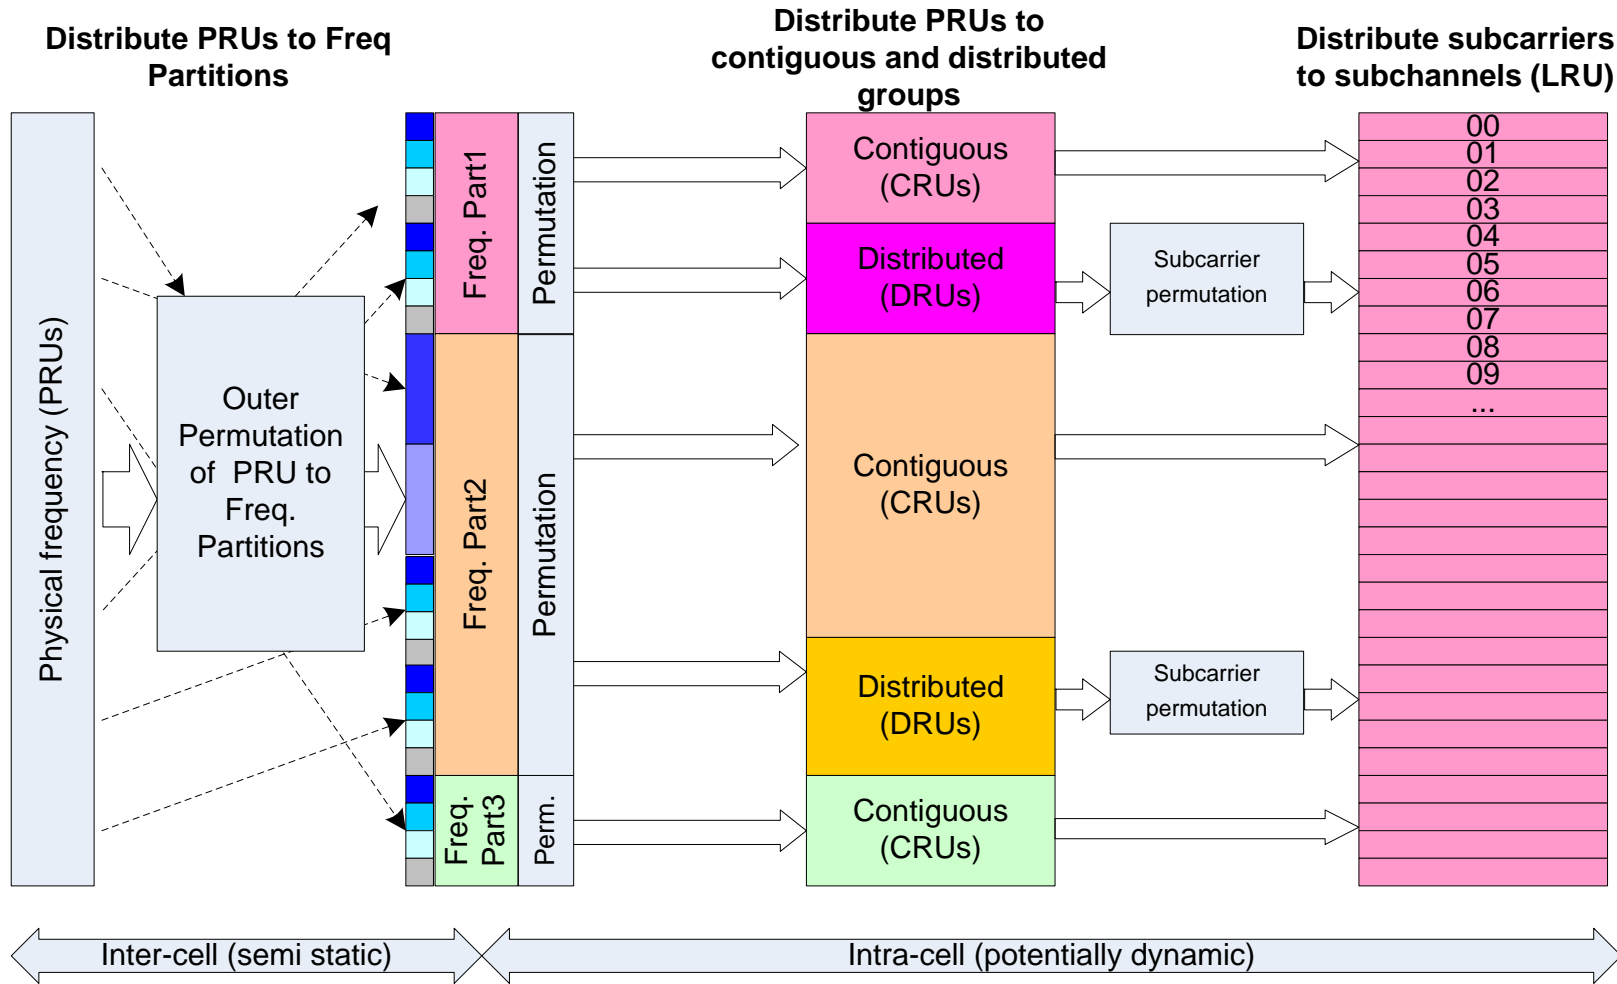 Distribute PRUs to Freq
Partitions
Distribute PRUs to
contiguous and distributed
groups
Distribute subcarriers
to subchannels (LRU)
Physical frequency (PRUs)
Outer
Permutation
of PRU to
Freq.
Partitions
Freq. Part1
Permutation
Freq. Part2
Permutation
Freq.
Part3
Perm.
Contiguous
(CRUs)
Distributed
(DRUs)
Contiguous
(CRUs)
Distributed
(DRUs)
Contiguous
(CRUs)
Subcarrier
permutation
Subcarrier
permutation
00
01
02
03
04
05
06
07
08
09
...
Inter-cell (semi static)
Intra-cell (potentially dynamic)